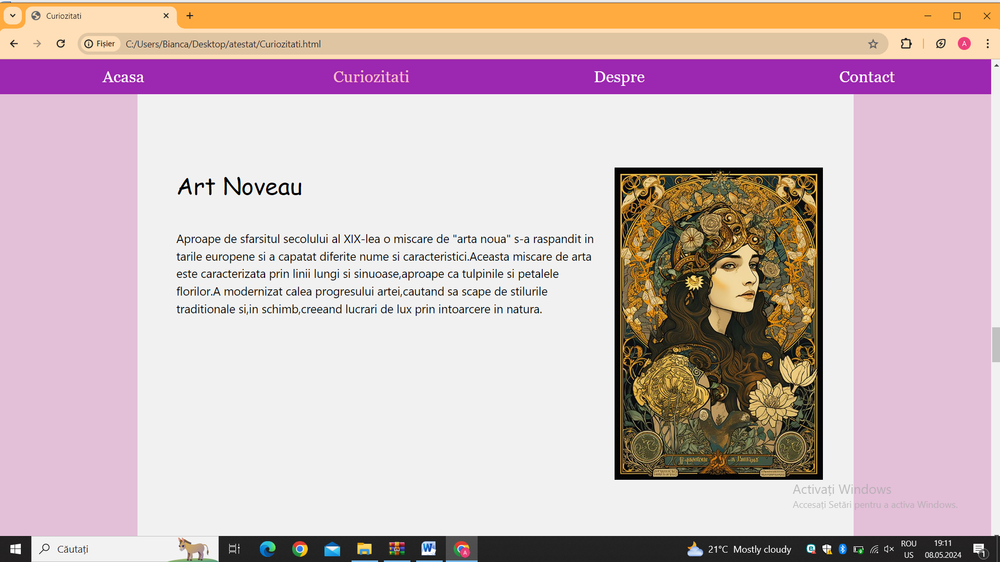 Curiozitati
Fișier
C:/Users/Bianca/Desktop/atestat/Curiozitati.html
A
Acasa
Curiozitati
Despre
Contact
Art Noveau
Aproape de sfarsitul secolului al XIX-lea o miscare de "arta noua" s-a raspandit in
tarile europene si a capatat diferite nume si caracteristici.Aceasta miscare de arta
este caracterizata prin linii lungi si sinuoase,aproape ca tulpinile si petalele
florilor.A modernizat calea progresului artei,cautand sa scape de stilurile
traditionale si,in schimb,creeand lucrari de lux prin intoarcere in natura.
Activați Windows
Accesați Setări pentru a activa Windows.
Căutați
W
A
21°C Mostly cloudy
ROU
US
19:11
08.05.2024
1